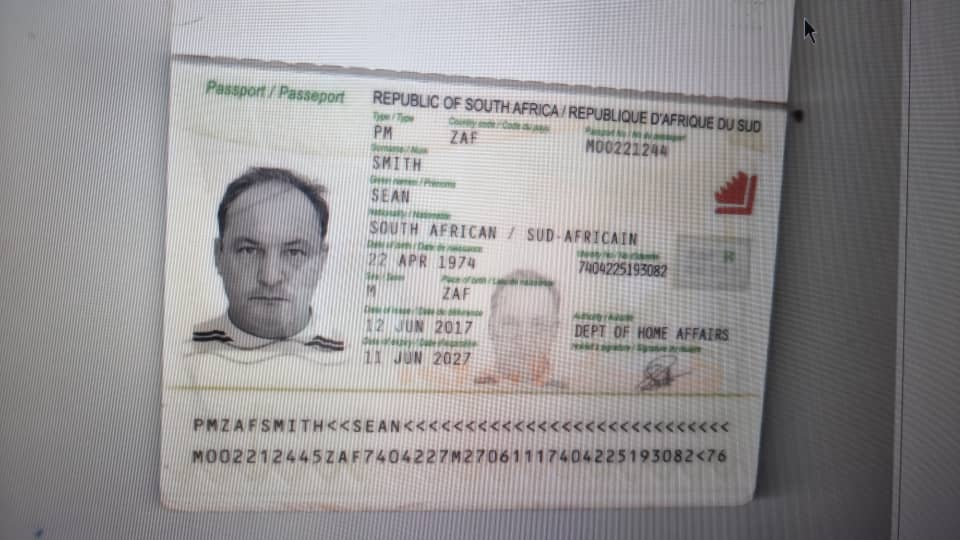 Passport / Passeport
REPUBLIC OF SOUTH AFRICA / REPUBLIQUE D'AFRIQUE DU SUD
Type / Type Country code / Code du pays Passport No / No du passeport
PM ZAF M00221244
Surname / Nom
SMITH
Given names / Prénoms
SEAN
Nationality / Nationalité
SOUTH AFRICAN / SUD-AFRICAIN
Date of birth / Date de naissance Identity No /
22 APR 1974 7404225193082
Sex / Sexe Place of birth / Lieu de naissance
M ZAF
Date of issue / Date de délivrance Authority / Autorité
12 JUN 2017 DEPT OF HOME AFFAIRS
Date of expiry / Date d'expiration Holder's signature / Signature du titulaire
11 JUN 2027
PMZAFSMITH<<SEAN<<<<<<<<<<<<<<<<<<<<<<<<<<<<
M002212445ZAF7404227M27061117404225193082<76